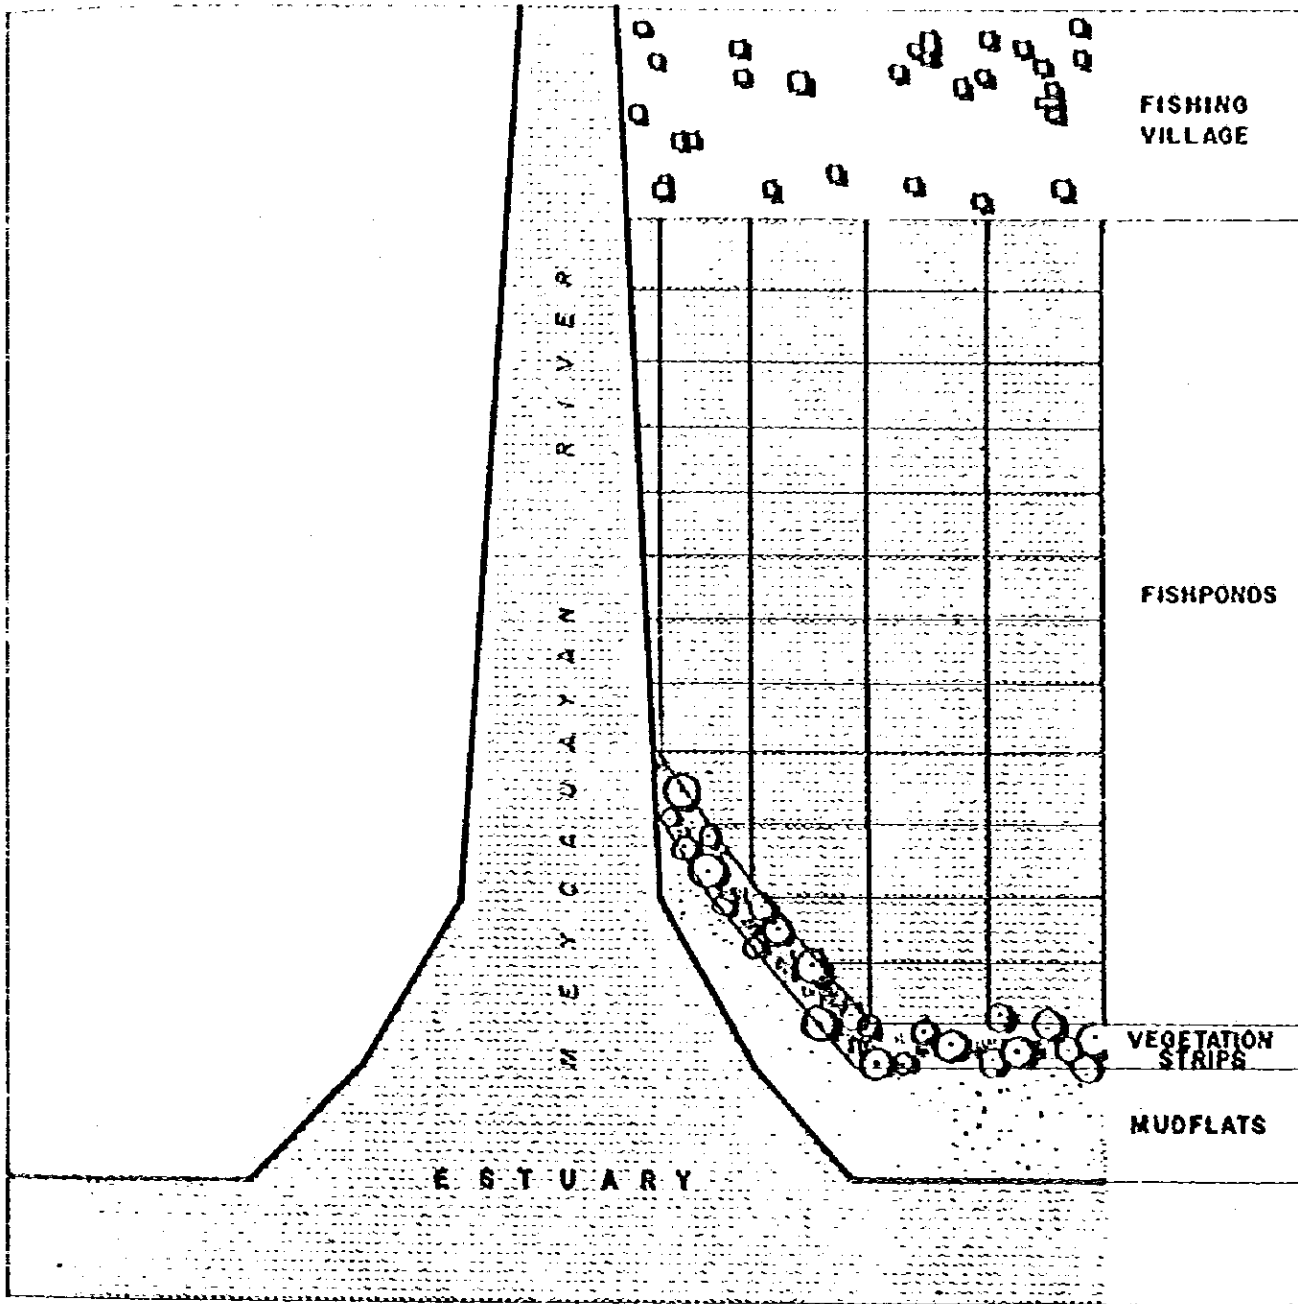 FISHING
VILLAGE
MEYCAUAYAN RIVER
FISHPONDS
VEGETATION
STRIPS
MUDFLATS
ESTUARY